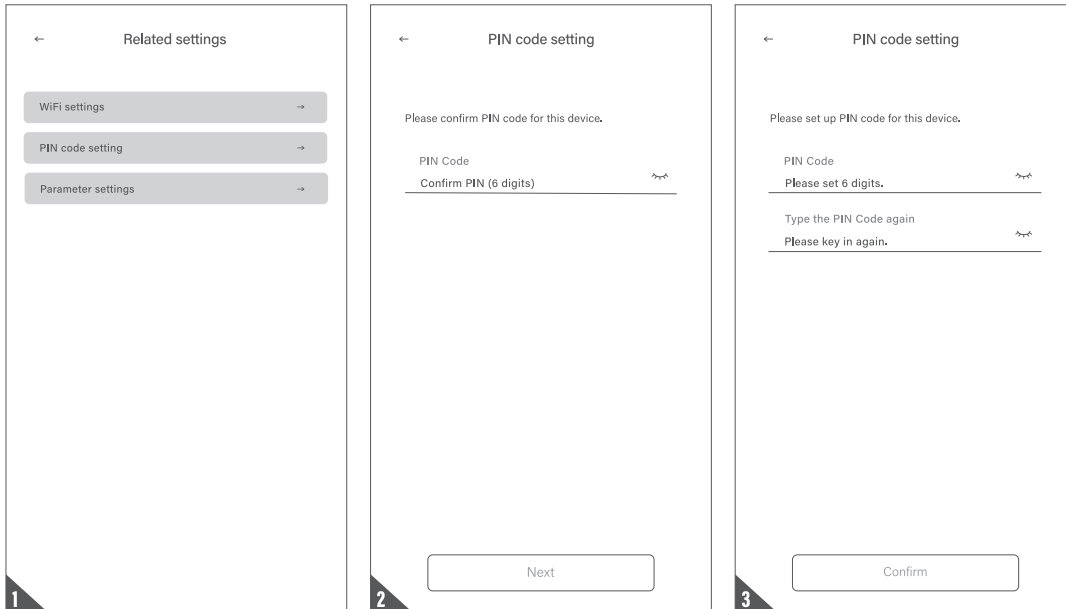 ← Related settings
WiFi settings →
PIN code setting →
Parameter settings →
1
← PIN code setting
Please confirm PIN code for this device.
PIN Code
Confirm PIN (6 digits)
Next
2
← PIN code setting
Please set up PIN code for this device.
PIN Code
Please set 6 digits.
Type the PIN Code again
Please key in again.
Confirm
3